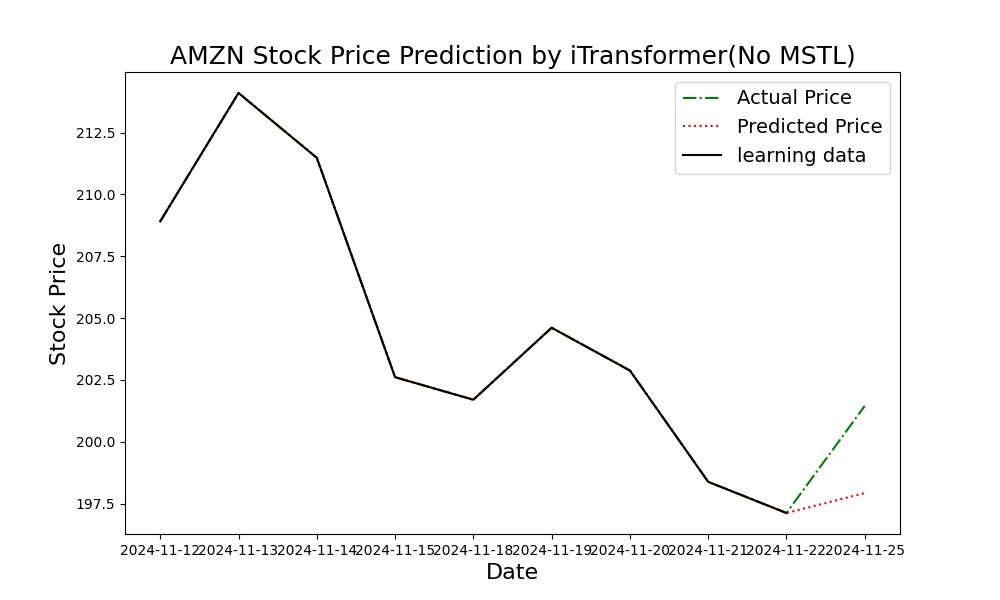 AMZN Stock Price Prediction by iTransformer(No MSTL)
Actual Price
Predicted Price
learning data
212.5
210.0
207.5
205.0
202.5
200.0
197.5
Stock Price
2024-11-12 2024-11-13 2024-11-14 2024-11-15 2024-11-18 2024-11-19 2024-11-20 2024-11-21 2024-11-22 2024-11-25
Date